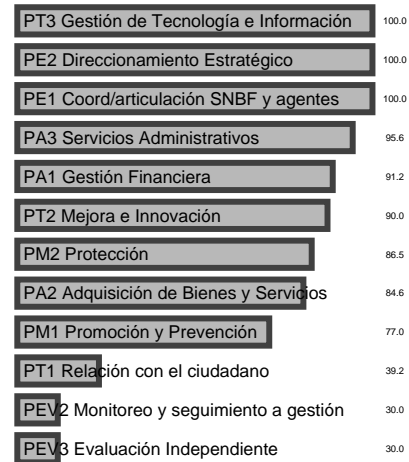 PT3 Gestión de Tecnología e Información 100.0
PE2 Direccionamiento Estratégico 100.0
PE1 Coord/articulación SNBF y agentes 100.0
PA3 Servicios Administrativos 95.6
PA1 Gestión Financiera 91.2
PT2 Mejora e Innovación 90.0
PM2 Protección 86.5
PA2 Adquisición de Bienes y Servicios 84.6
PM1 Promoción y Prevención 77.0
PT1 Relación con el ciudadano 39.2
PEV2 Monitoreo y seguimiento a gestión 30.0
PEV3 Evaluación Independiente 30.0